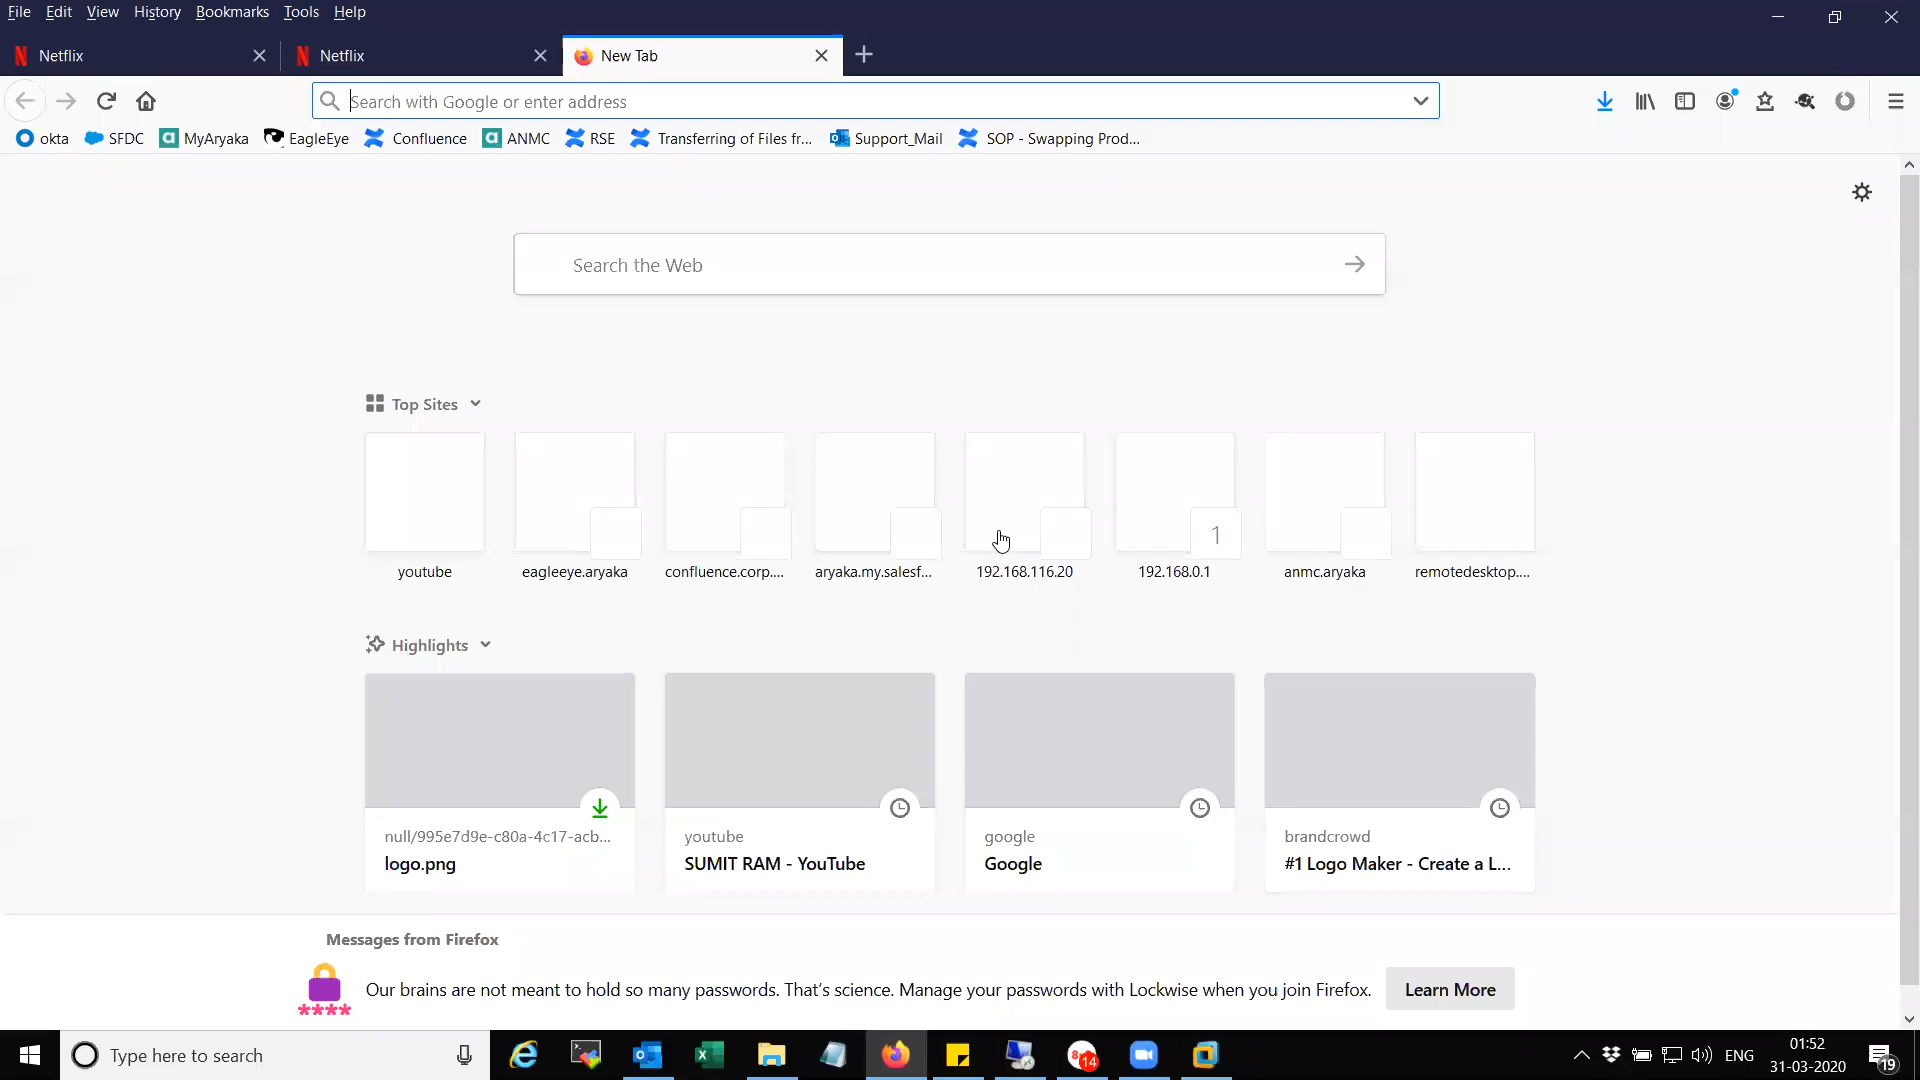 File Edit View History Bookmarks Tools Help
Netflix Netflix New Tab
Search with Google or enter address
okta SFDC MyAryaka EagleEye Confluence ANMC RSE Transferring of Files fr... Support_Mail SOP - Swapping Prod...
Search the Web
Top Sites
1
youtube eagleeye.aryaka confluence.corp.... aryaka.my.salesf... 192.168.116.20 192.168.0.1 anmc.aryaka remotedesktop....
Highlights
null/995e7d9e-c80a-4c17-acb...
logo.png
youtube
SUMIT RAM - YouTube
google
Google
brandcrowd
#1 Logo Maker - Create a L...
Messages from Firefox
Our brains are not meant to hold so many passwords. That's science. Manage your passwords with Lockwise when you join Firefox. Learn More
Type here to search
14
ENG
01:52
31-03-2020
19